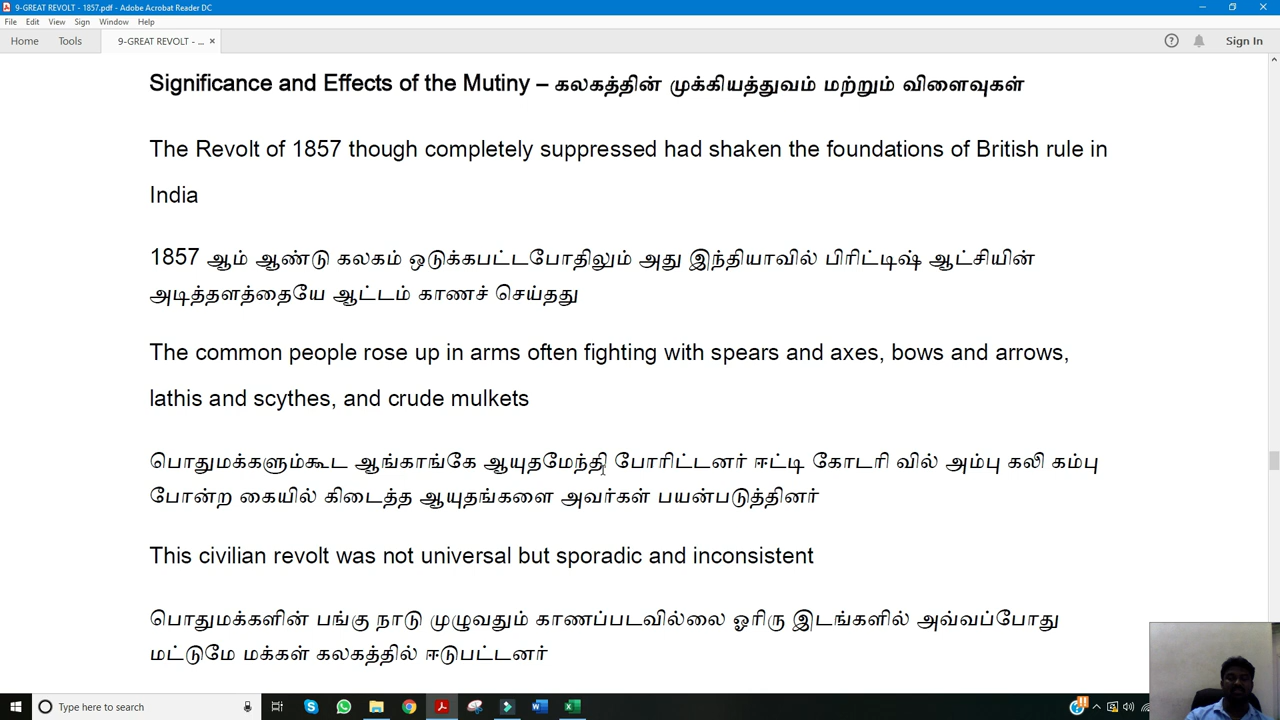 9-GREAT REVOLT - 1857.pdf - Adobe Acrobat Reader DC
File Edit View Sign Window Help
Home Tools 9-GREAT REVOLT - ... × Sign In
Significance and Effects of the Mutiny – கலகத்தின் முக்கியத்துவம் மற்றும் விளைவுகள்
The Revolt of 1857 though completely suppressed had shaken the foundations of British rule in
India
1857 ஆம் ஆண்டு கலகம் ஒடுக்கபட்டபோதிலும் அது இந்தியாவில் பிரிட்டிஷ் ஆட்சியின்
அடித்தளத்தையே ஆட்டம் காணச் செய்தது
The common people rose up in arms often fighting with spears and axes, bows and arrows,
lathis and scythes, and crude mulkets
பொதுமக்களும்கூட ஆங்காங்கே ஆயுதமேந்தி போரிட்டனர் ஈட்டி கோடரி வில் அம்பு கலி கம்பு
போன்ற கையில் கிடைத்த ஆயுதங்களை அவர்கள் பயன்படுத்தினர்
This civilian revolt was not universal but sporadic and inconsistent
பொதுமக்களின் பங்கு நாடு முழுவதும் காணப்படவில்லை ஓரிரு இடங்களில் அவ்வப்போது
மட்டுமே மக்கள் கலகத்தில் ஈடுபட்டனர்
Type here to search